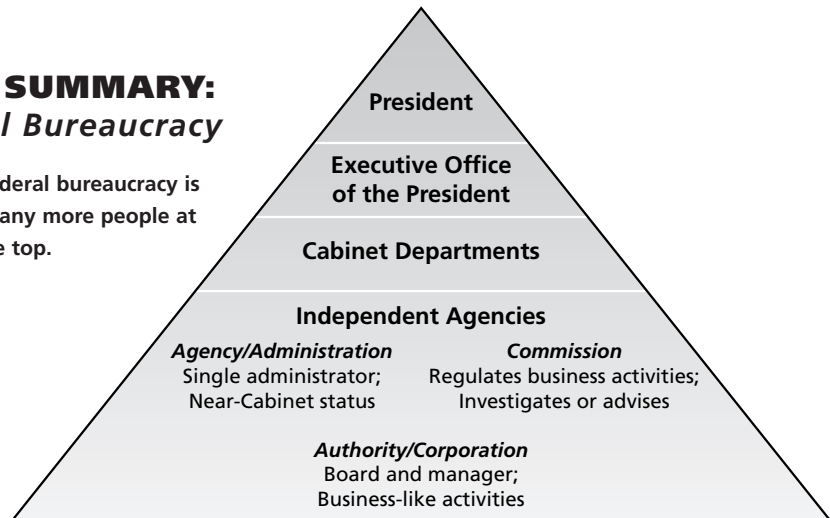 SUMMARY:
l Bureaucracy
deral bureaucracy is
any more people at
e top.
President
Executive Office
of the President
Cabinet Departments
Independent Agencies
Agency/Administration
Single administrator;
Near-Cabinet status
Commission
Regulates business activities;
Investigates or advises
Authority/Corporation
Board and manager;
Business-like activities